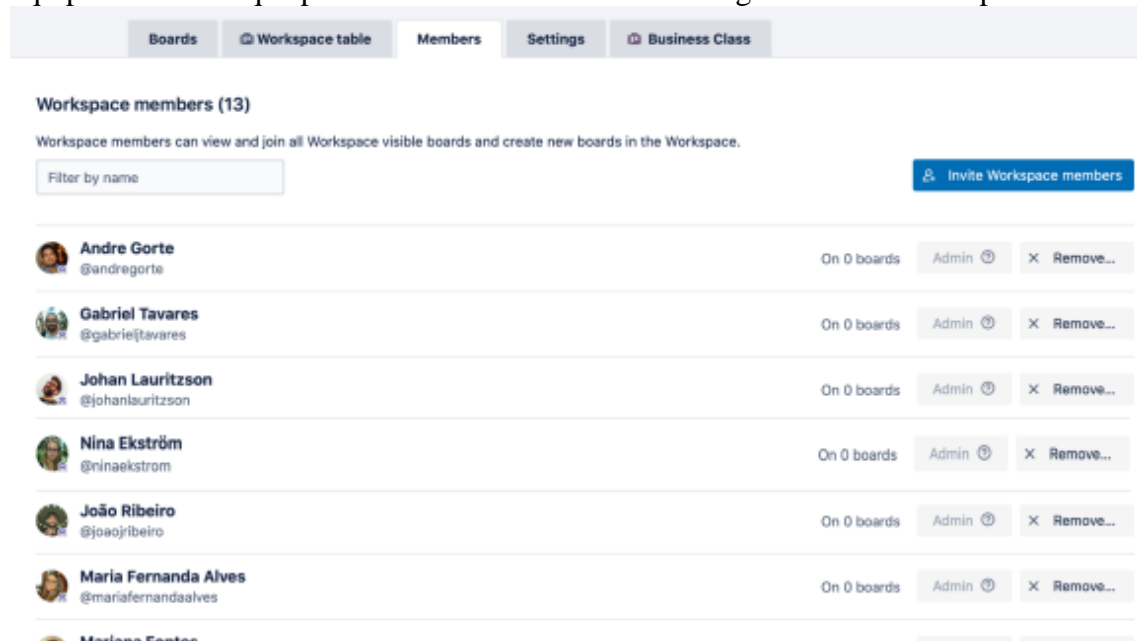 Boards Workspace table Members Settings Business Class
Workspace members (13)
Workspace members can view and join all Workspace visible boards and create new boards in the Workspace.
Filter by name
Invite Workspace members
Andre Gorte
@andregorte
On 0 boards Admin Remove...
Gabriel Tavares
@gabrieljtavares
On 0 boards Admin Remove...
Johan Lauritzson
@johanlauritzson
On 0 boards Admin Remove...
Nina Ekström
@ninaekstrom
On 0 boards Admin Remove...
João Ribeiro
@joaojribeiro
On 0 boards Admin Remove...
Maria Fernanda Alves
@mariafernandaalves
On 0 boards Admin Remove...